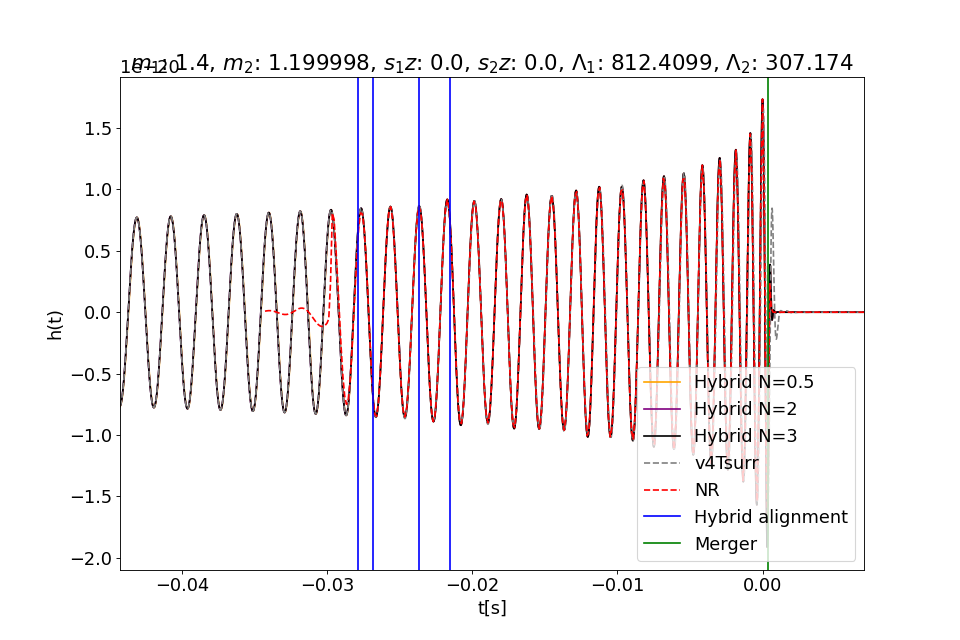 m₁: 1.4, m₂: 1.199998, s₁z: 0.0, s₂z: 0.0, Λ₁: 812.4099, Λ₂: 307.174
1e−20
h(t)
1.5
1.0
0.5
0.0
−0.5
−1.0
−1.5
−2.0
Hybrid N=0.5
Hybrid N=2
Hybrid N=3
v4Tsurr
NR
Hybrid alignment
Merger
−0.04
−0.03
−0.02
−0.01
0.00
t[s]